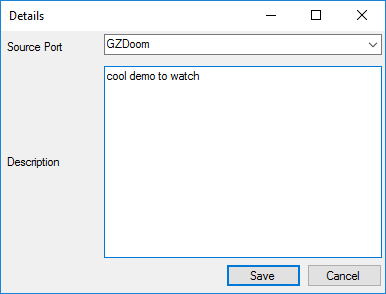 Details
Source Port
GZDoom
Description
cool demo to watch
Save
Cancel